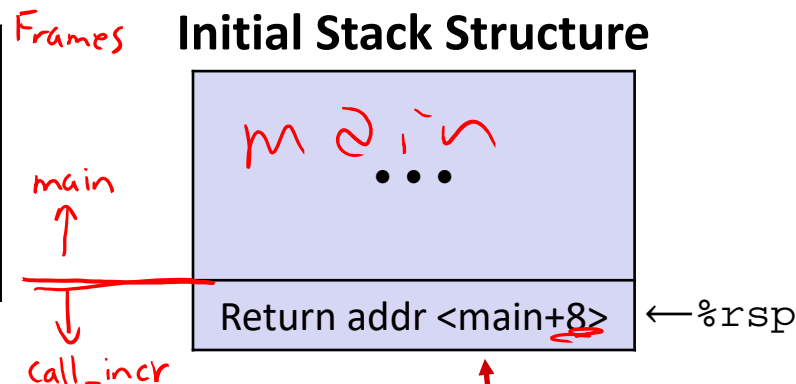 Frames
Initial Stack Structure
main
•••
main
Return addr <main+8>
←%rsp
call_incr